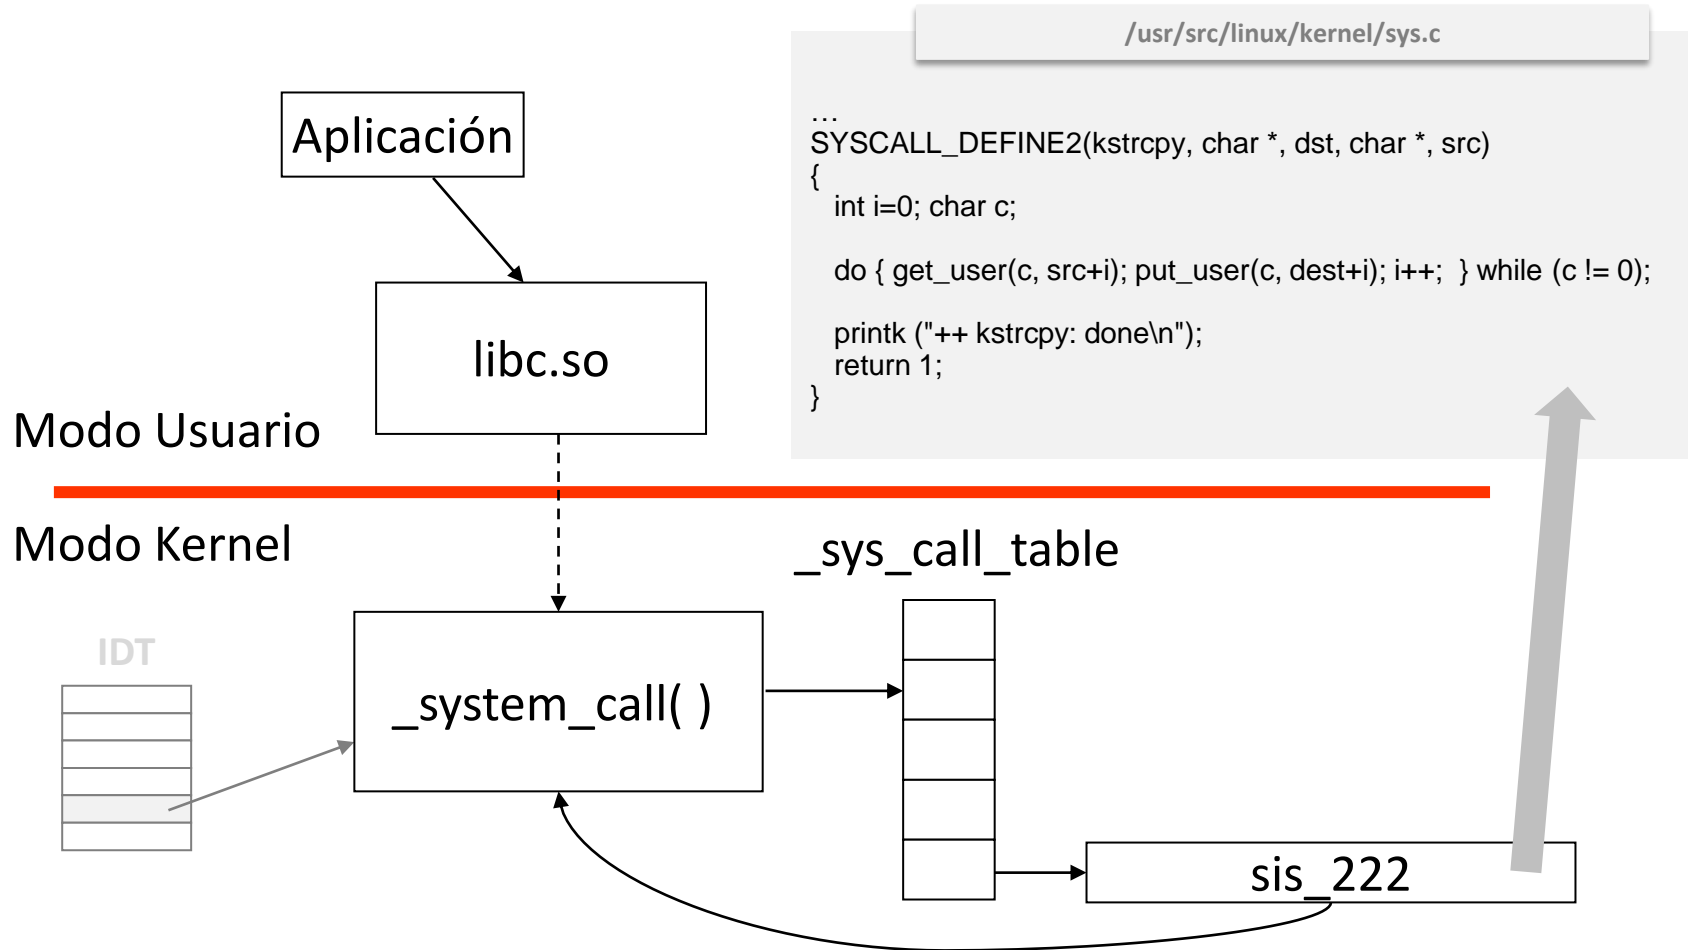 /usr/src/linux/kernel/sys.c
…
SYSCALL_DEFINE2(kstrcpy, char *, dst, char *, src)
{
int i=0; char c;
do { get_user(c, src+i); put_user(c, dest+i); i++; } while (c != 0);
printk ("++ kstrcpy: done\n");
return 1;
}
Aplicación
libc.so
Modo Usuario
Modo Kernel
_sys_call_table
IDT
_system_call( )
sis_222